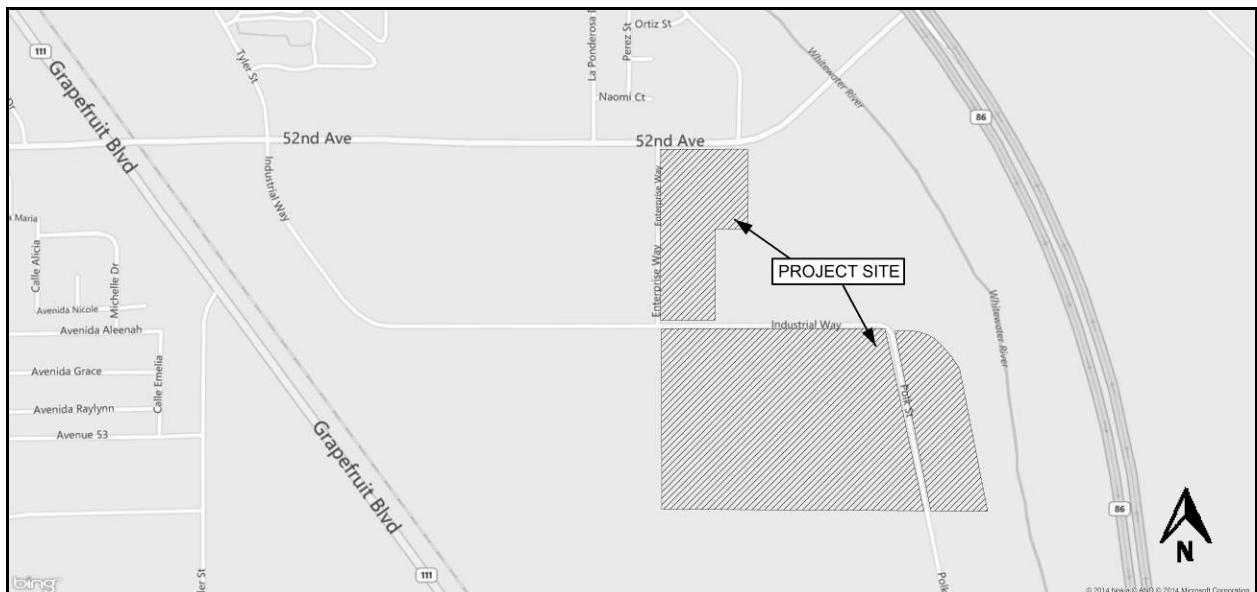 Ortiz St
La Ponderosa
Perez St
Tyler St
111
Whitewater River
Grapefruit Blvd
Naomi Ct
86
52nd Ave
52nd Ave
Industrial Way
Enterprise Way
a Maria
Calle Alicia
Michelle Dr
PROJECT SITE
Enterprise Way
Avenida Nicole
Industrial Way
Whitewater River
Avenida Aleenah
Avenida Grace
Calle Emelia
Polk St
Avenida Raylynn
Avenue 53
Grapefruit Blvd
86
N
111
ler St
Polk
bing
© 2014 Nokia © AND © 2014 Microsoft Corporation